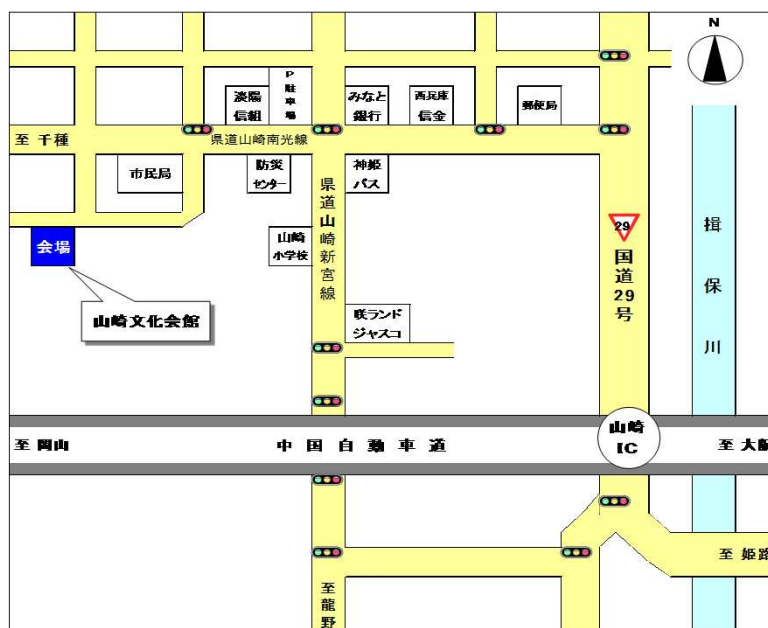 N
P駐車場
淡陽
信組
みなと
銀行
西兵庫
信金
郵便局
至 千種
県道山崎南光線
市民局
防災
センター
神姫
バス
県道山崎新宮線
29
国道29号
揖保川
会場
山崎
小学校
山崎文化会館
咲ランド
ジャスコ
山崎
IC
至 岡山
中国自動車道
至 大阪
至 姫路
至龍野